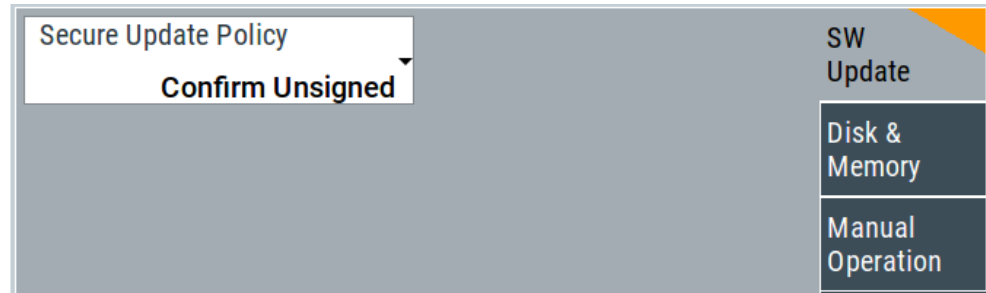 Secure Update Policy
Confirm Unsigned
SW
Update
Disk &
Memory
Manual
Operation